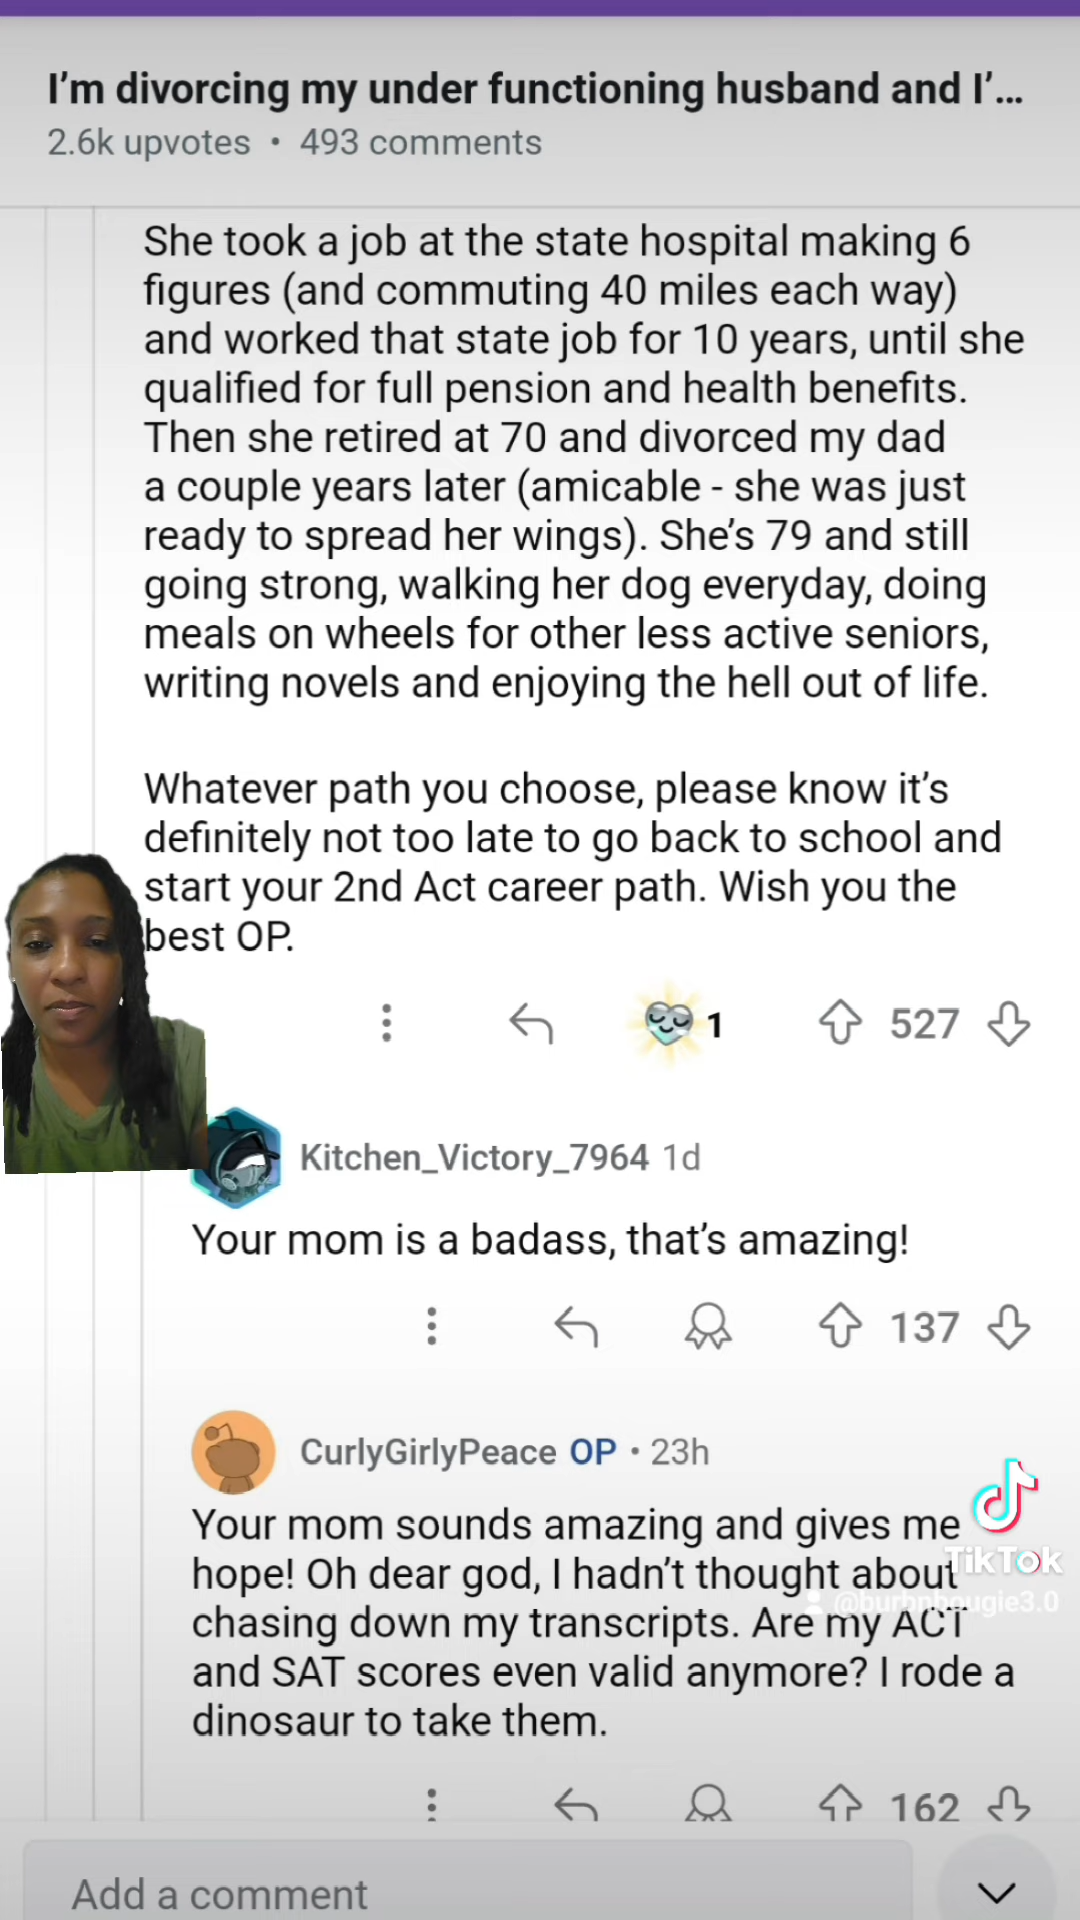 I'm divorcing my under functioning husband and I'...
2.6k upvotes • 493 comments
She took a job at the state hospital making 6
figures (and commuting 40 miles each way)
and worked that state job for 10 years, until she
qualified for full pension and health benefits.
Then she retired at 70 and divorced my dad
a couple years later (amicable - she was just
ready to spread her wings). She's 79 and still
going strong, walking her dog everyday, doing
meals on wheels for other less active seniors,
writing novels and enjoying the hell out of life.
Whatever path you choose, please know it's
definitely not too late to go back to school and
start your 2nd Act career path. Wish you the
best OP.
1 527
Kitchen_Victory_7964 1d
Your mom is a badass, that's amazing!
137
CurlyGirlyPeace OP • 23h
Your mom sounds amazing and gives me
hope! Oh dear god, I hadn't thought about
chasing down my transcripts. Are my ACT
and SAT scores even valid anymore? I rode a
dinosaur to take them.
TikTok
@burbnbougie3.0
162
Add a comment